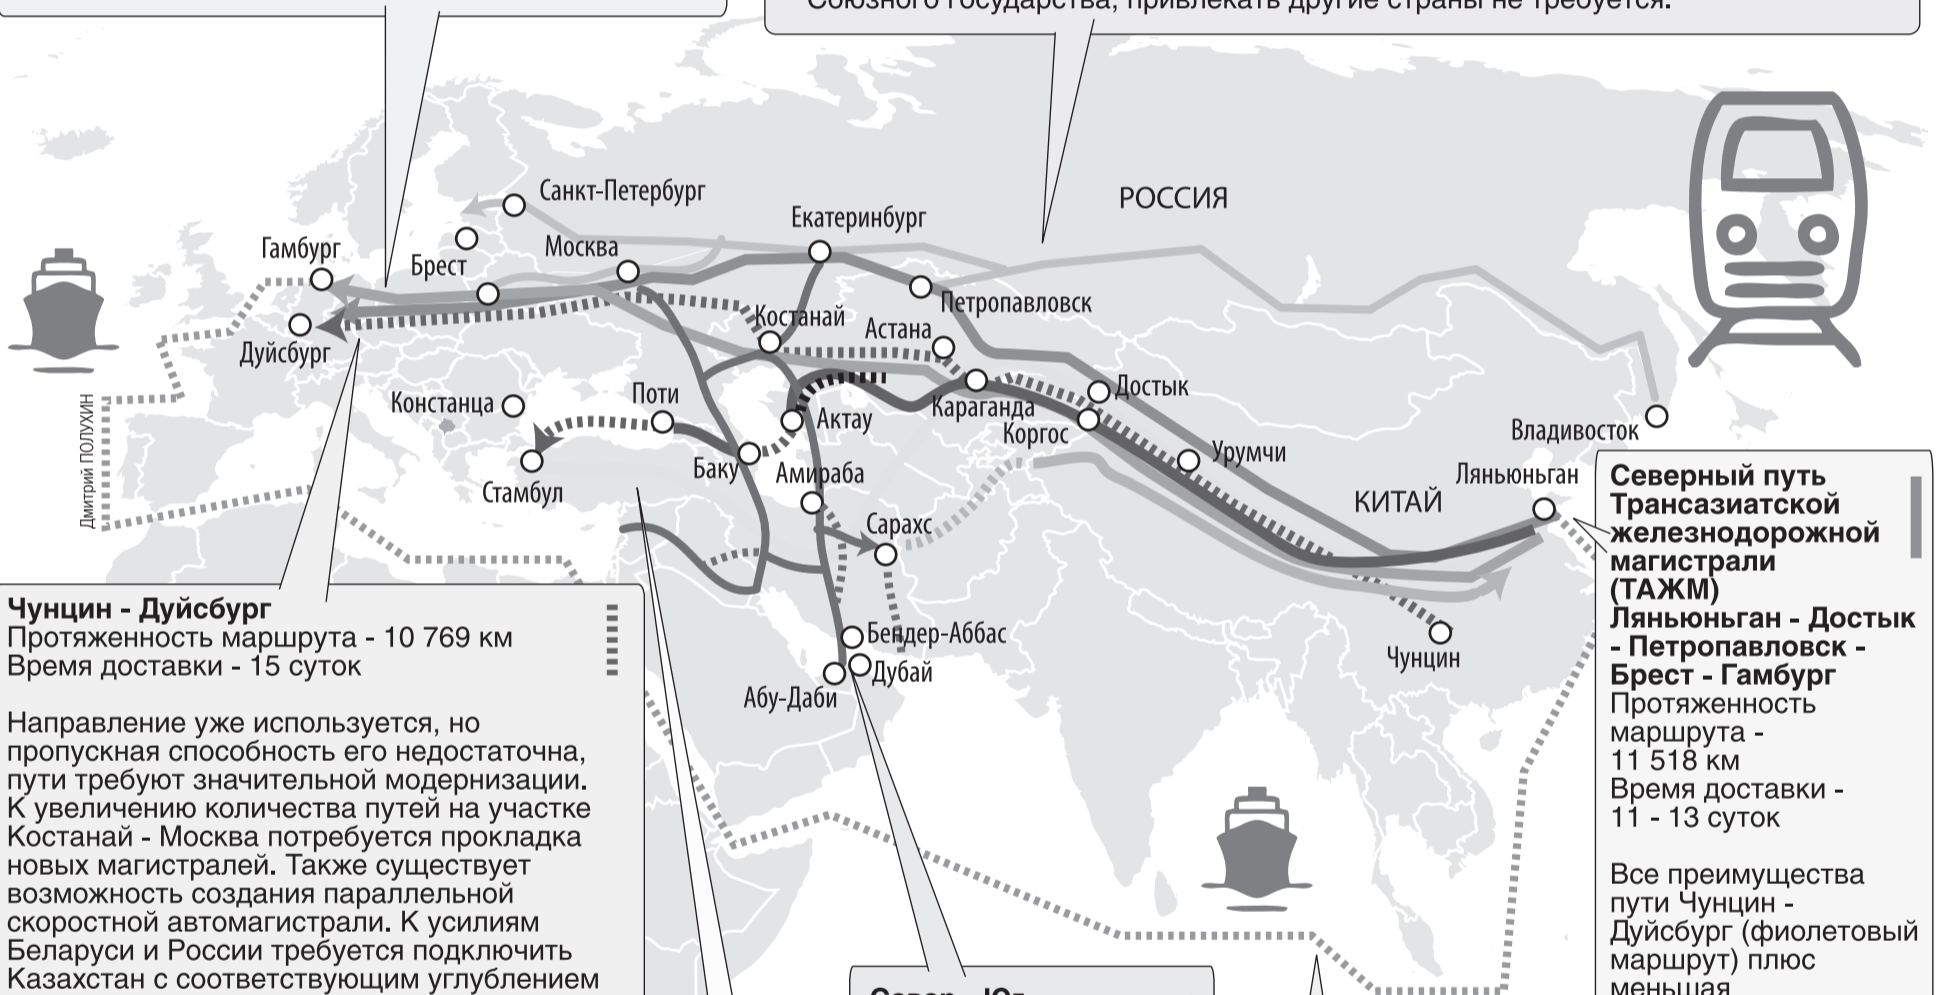 Союзного государства, привлекать другие страны не требуется.
РОССИЯ
Санкт-Петербург
Екатеринбург
Гамбург
Москва
Брест
Петропавловск
Костанай
Астана
Дуйсбург
Достык
Поти
Констанца
Караганда
Актау
Коргос
Владивосток
Урумчи
Баку
Амираба
Ляньюньган
Стамбул
КИТАЙ
Сарахс
Дмитрий ПОЛУХИН
Бендер-Аббас
Чунцин
Дубай
Абу-Даби
Чунцин - Дуйсбург
Протяженность маршрута - 10 769 км
Время доставки - 15 суток
Направление уже используется, но
пропускная способность его недостаточна,
пути требуют значительной модернизации.
К увеличению количества путей на участке
Костанай - Москва потребуется прокладка
новых магистралей. Также существует
возможность создания параллельной
скоростной автомагистрали. К усилиям
Беларуси и России требуется подключить
Казахстан с соответствующим углублением
Север - Юг
Северный путь
Трансазиатской
железнодорожной
магистрали
(ТАЖМ)
Ляньюньган - Достык
- Петропавловск -
Брест - Гамбург
Протяженность
маршрута -
11 518 км
Время доставки -
11 - 13 суток
Все преимущества
пути Чунцин -
Дуйсбург (фиолетовый
маршрут) плюс
меньшая